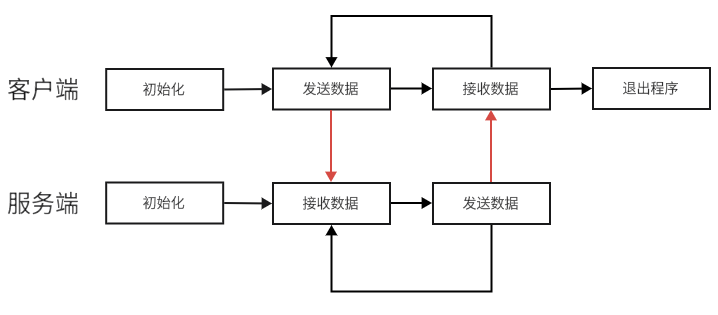 客户端
初始化
发送数据
接收数据
退出程序
服务端
初始化
接收数据
发送数据